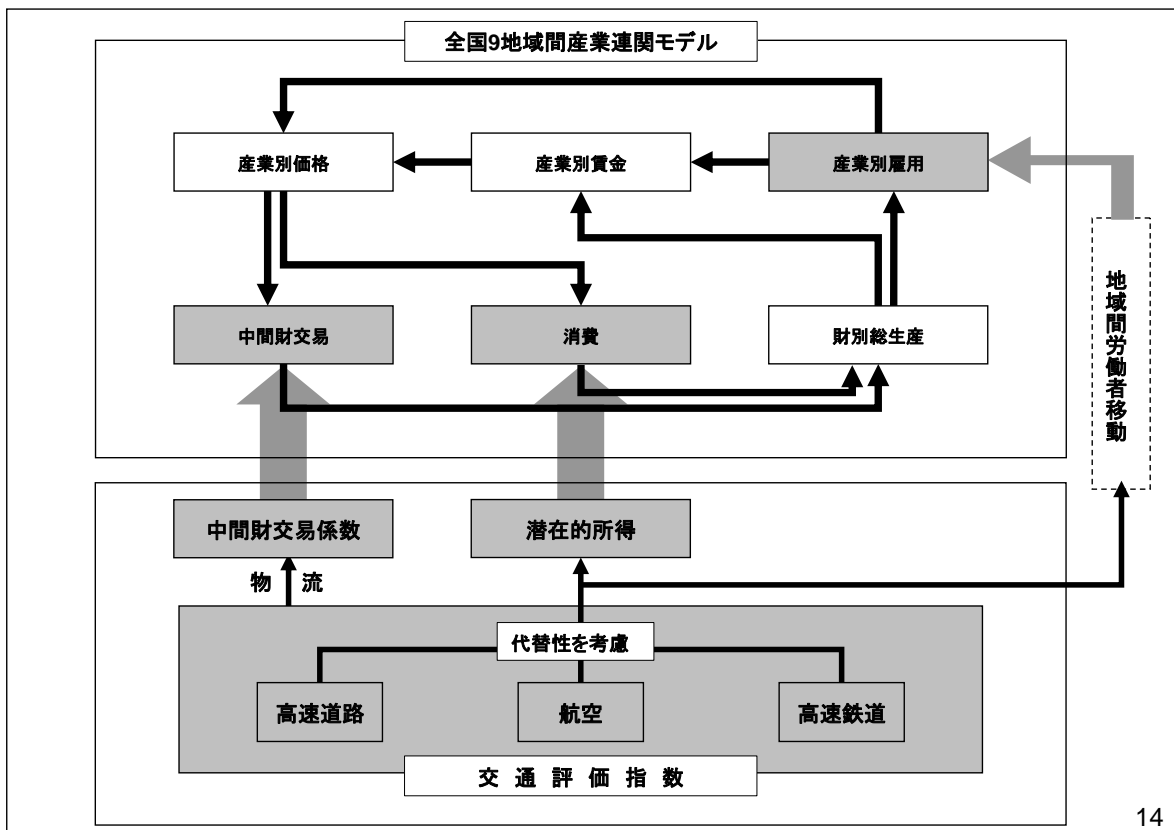 全国9地域間産業連関モデル
産業別価格
産業別賃金
産業別雇用
中間財交易
消費
財別総生産
地域間労働者移動
中間財交易係数
潜在的所得
物 流
代替性を考慮
高速道路
航空
高速鉄道
交 通 評 価 指 数
14